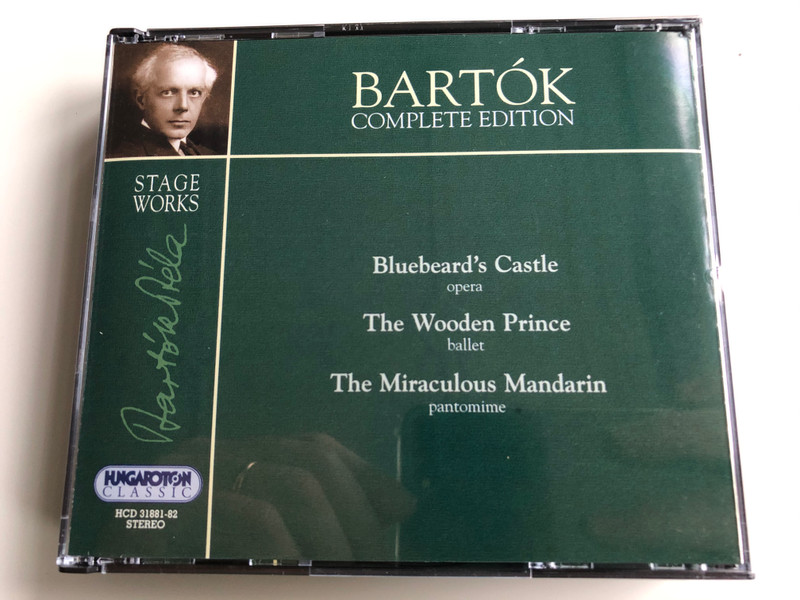 BARTÓK
COMPLETE EDITION
STAGE
WORKS
Bartók Béla
Bluebeard's Castle
opera
The Wooden Prince
ballet
The Miraculous Mandarin
pantomime
HUNGAROTON
CLASSIC
HCD 31881-82
STEREO